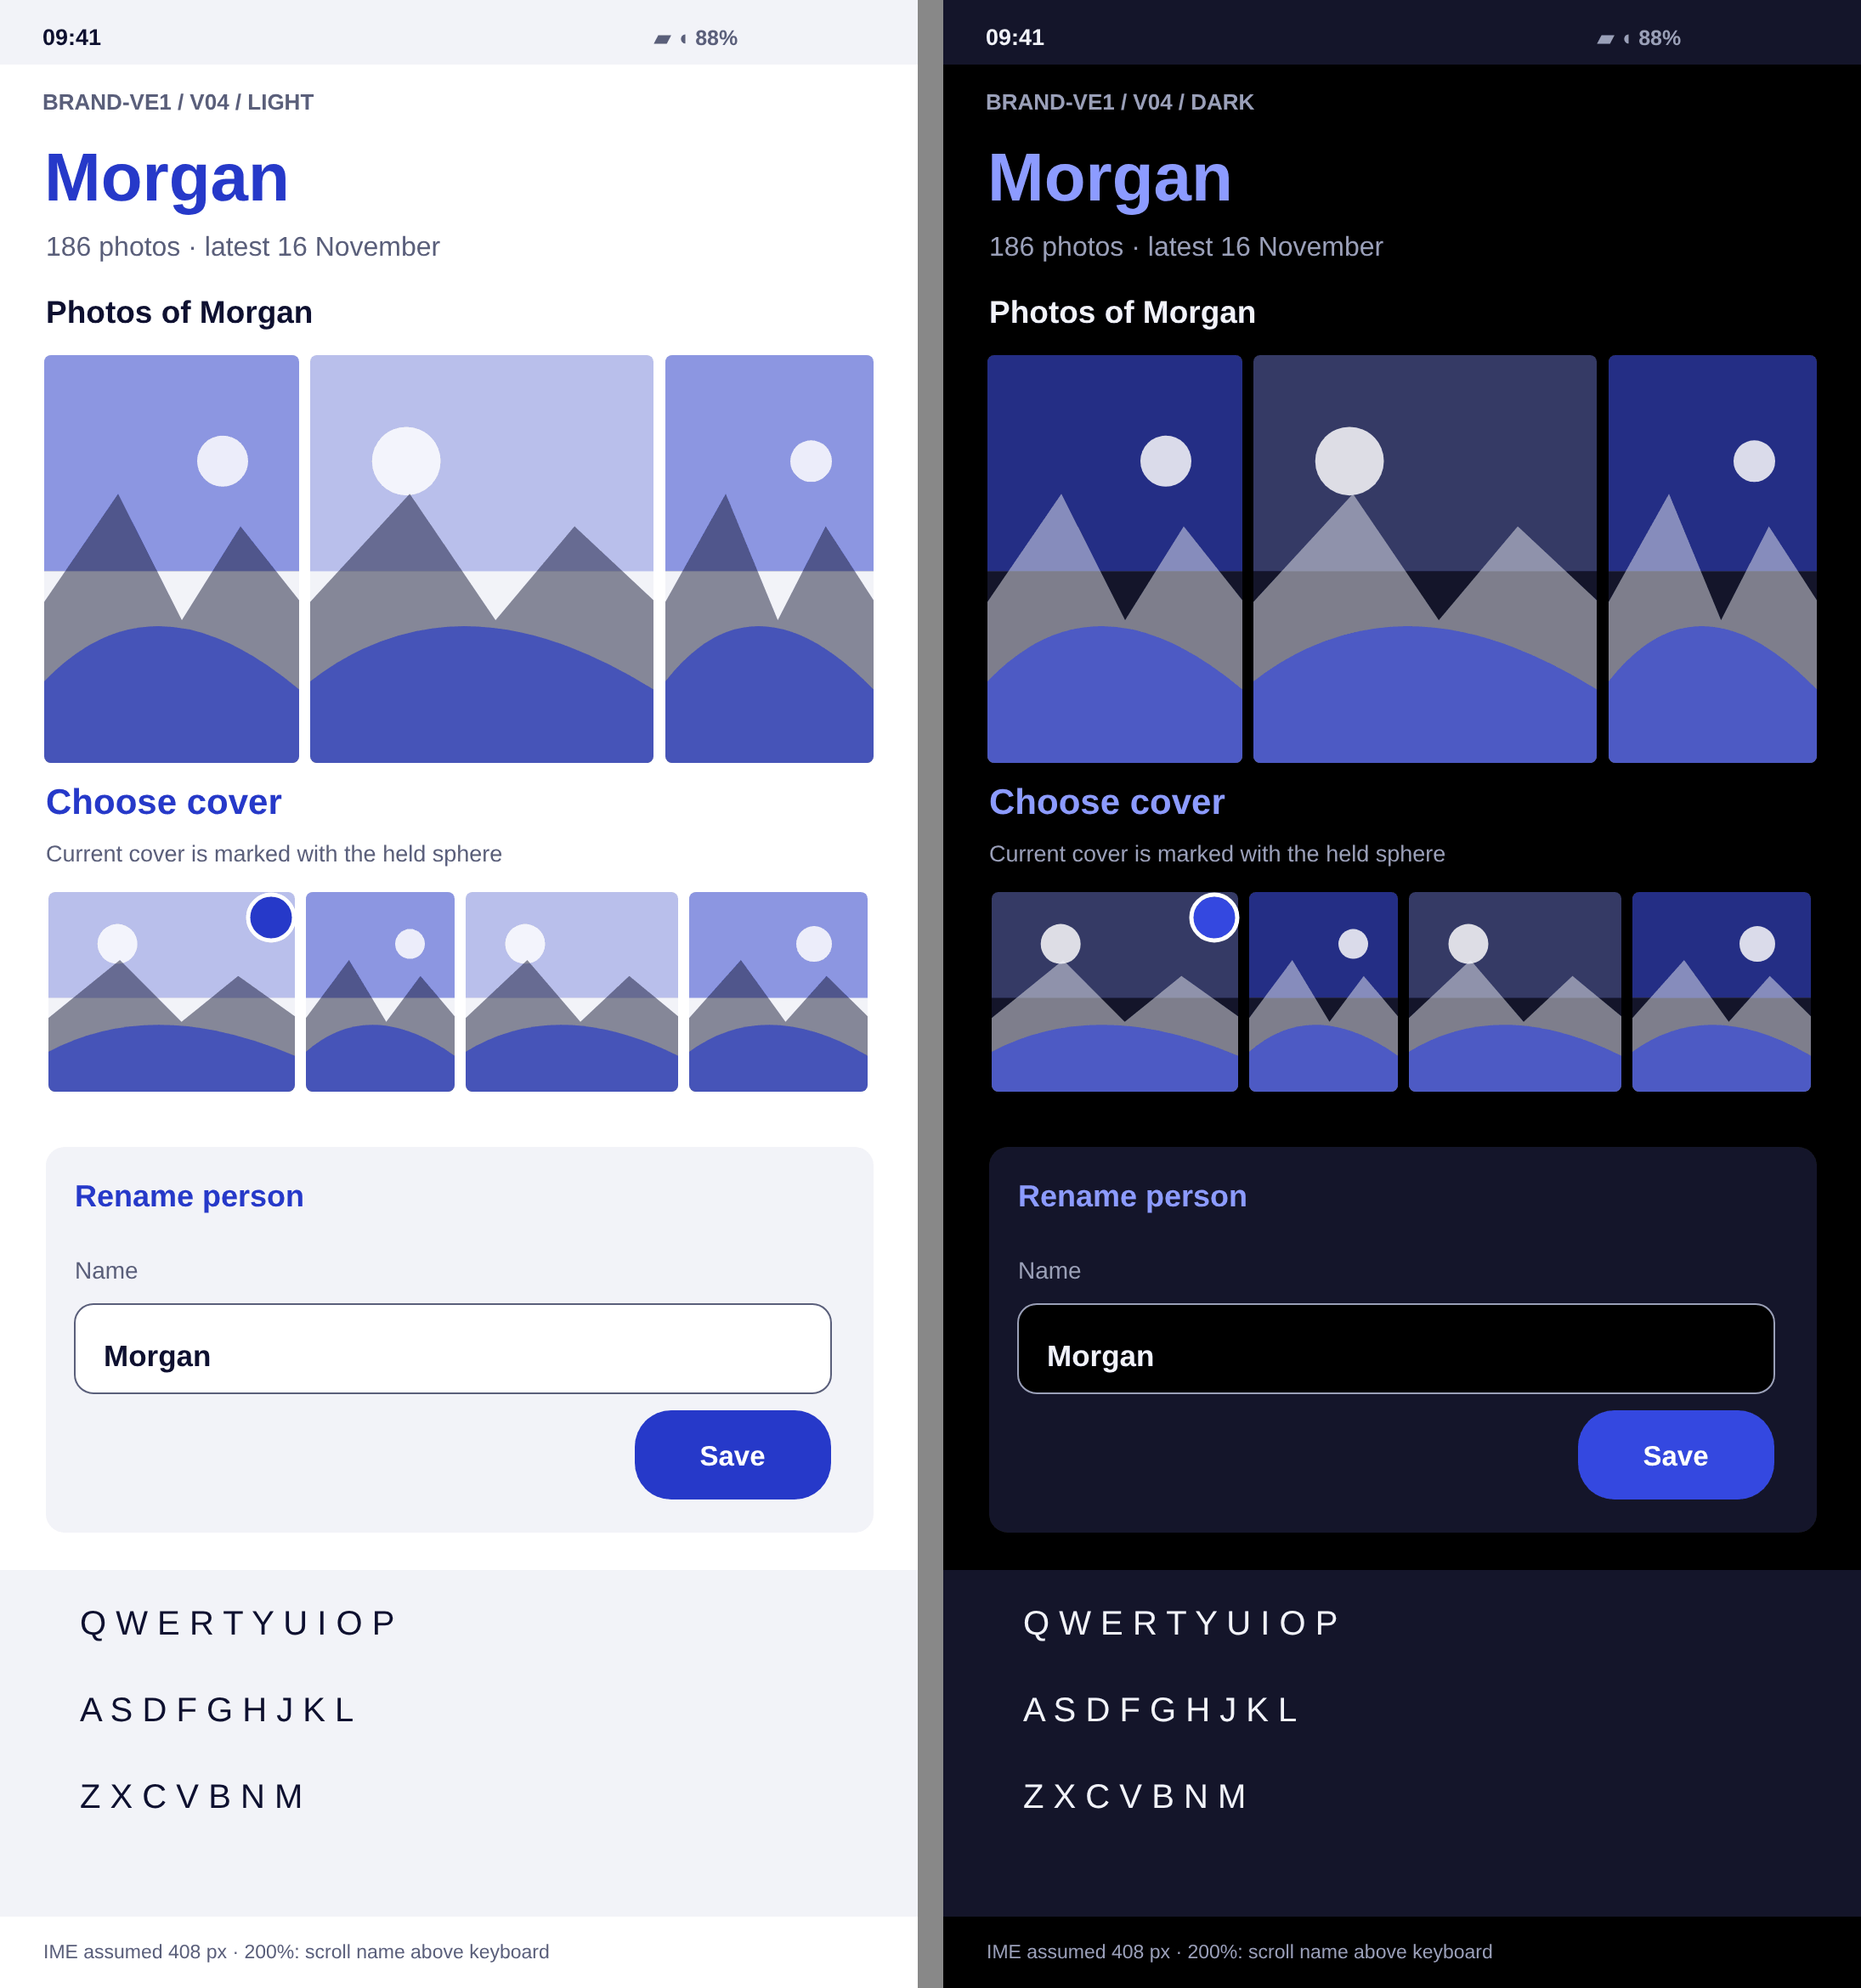 09:41
88%
BRAND-VE1 / V04 / LIGHT
Morgan
186 photos · latest 16 November
Photos of Morgan
Choose cover
Current cover is marked with the held sphere
Rename person
Name
Morgan
Save
Q W E R T Y U I O P
A S D F G H J K L
Z X C V B N M
IME assumed 408 px · 200%: scroll name above keyboard
09:41
88%
BRAND-VE1 / V04 / DARK
Morgan
186 photos · latest 16 November
Photos of Morgan
Choose cover
Current cover is marked with the held sphere
Rename person
Name
Morgan
Save
Q W E R T Y U I O P
A S D F G H J K L
Z X C V B N M
IME assumed 408 px · 200%: scroll name above keyboard